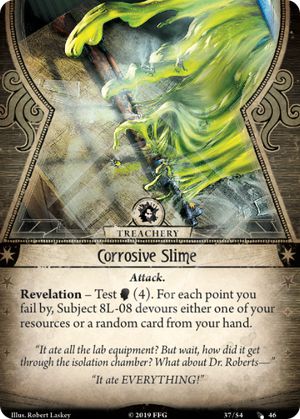 TREACHERY
Corrosive Slime
Attack.
Revelation – Test (4). For each point you
fail by, Subject 8L-08 devours either one of your
resources or a random card from your hand.
"It ate all the lab equipment? But wait, how did it get
through the isolation chamber? What about Dr. Roberts—"
"It ate EVERYTHING!"
Illus. Robert Laskey
© 2019 FFG
37/54
46